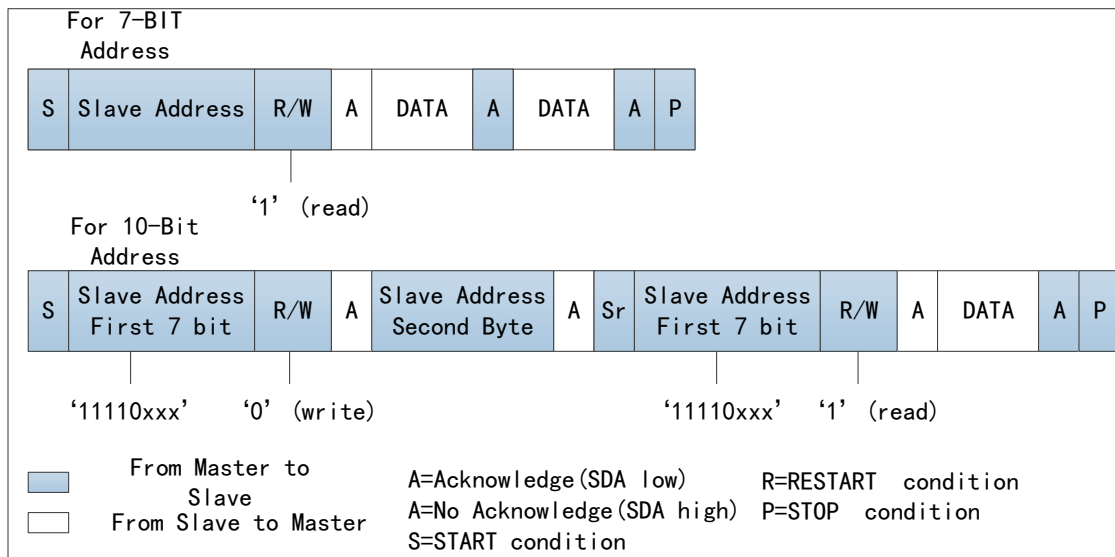 For 7-BIT
Address
S Slave Address R/W A DATA A DATA A P
‘1’ (read)
For 10-Bit
Address
S Slave Address First 7 bit R/W A Slave Address Second Byte A Sr Slave Address First 7 bit R/W A DATA A P
‘11110xxx’ ‘0’ (write) ‘11110xxx’ ‘1’ (read)
From Master to
Slave
From Slave to Master
A=Acknowledge(SDA low)
A=No Acknowledge(SDA high)
S=START condition
R=RESTART condition
P=STOP condition